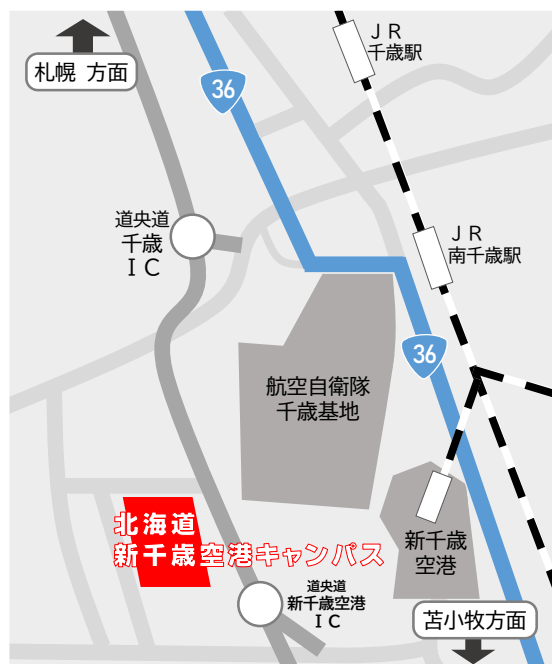 ＪＲ
千歳駅
札幌 方面
36
道央道
千歳
ＩＣ
ＪＲ
南千歳駅
36
航空自衛隊
千歳基地
北海道
新千歳空港キャンパス
新千歳
空港
道央道
新千歳空港
ＩＣ
苫小牧方面